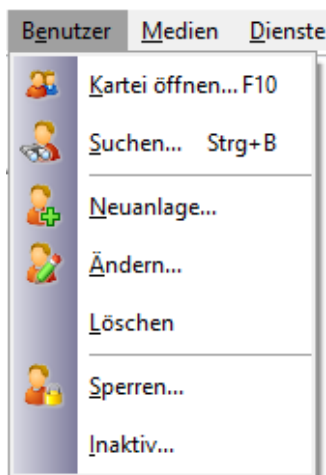 Benutzer Medien Dienste
Kartei öffnen... F10
Suchen... Strg+B
Neuanlage...
Ändern...
Löschen
Sperren...
Inaktiv...